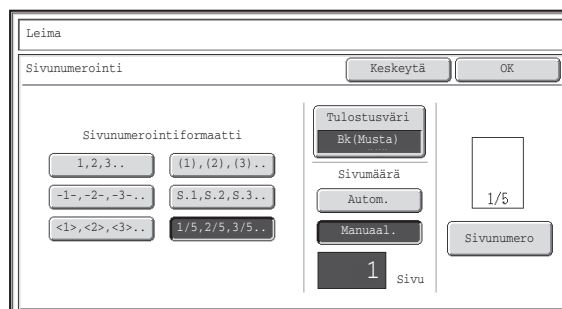 Leima
Sivunumerointi
Keskeytä
OK
Sivunumerointiformaatti
1,2,3..
(1),(2),(3)..
-1-,-2-,-3-..
S.1,S.2,S.3..
<1>,<2>,<3>..
1/5,2/5,3/5..
Tulostusväri
Bk(Musta)
Sivumäärä
Autom.
Manuaal.
1 Sivu
1/5
Sivunumero